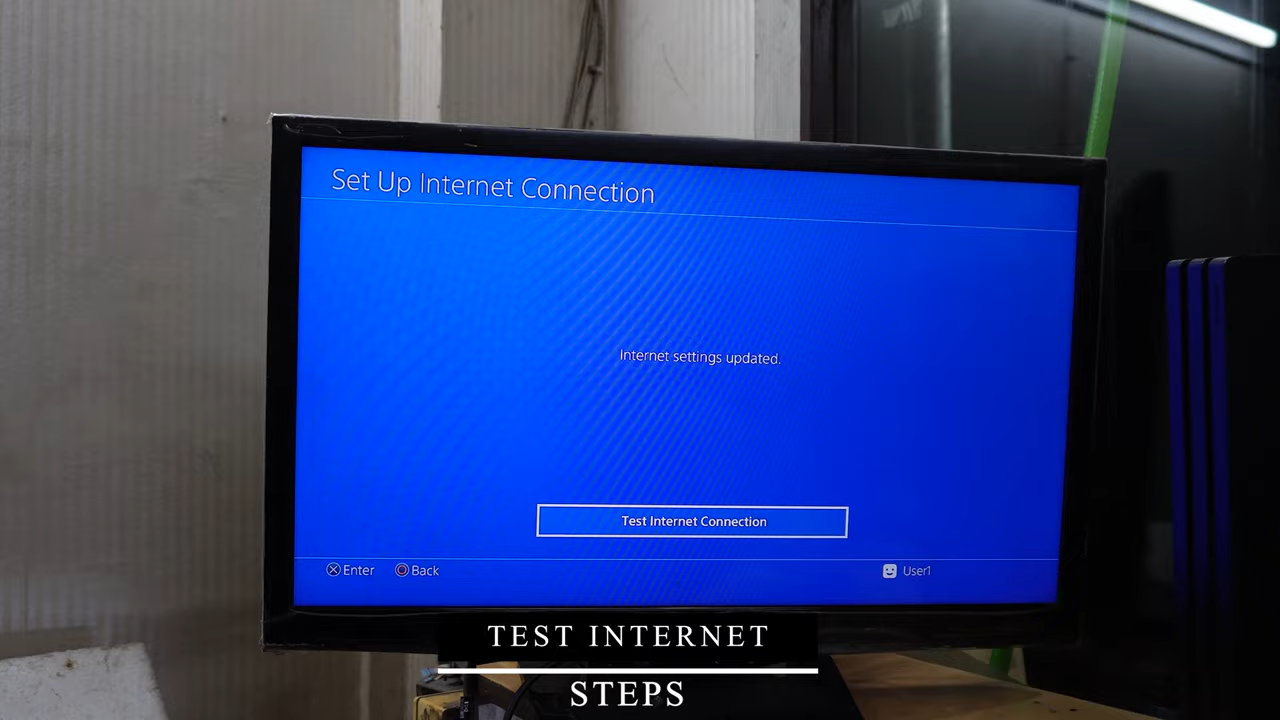 Set Up Internet Connection
Internet settings updated.
Test Internet Connection
Enter Back User1
TEST INTERNET
STEPS